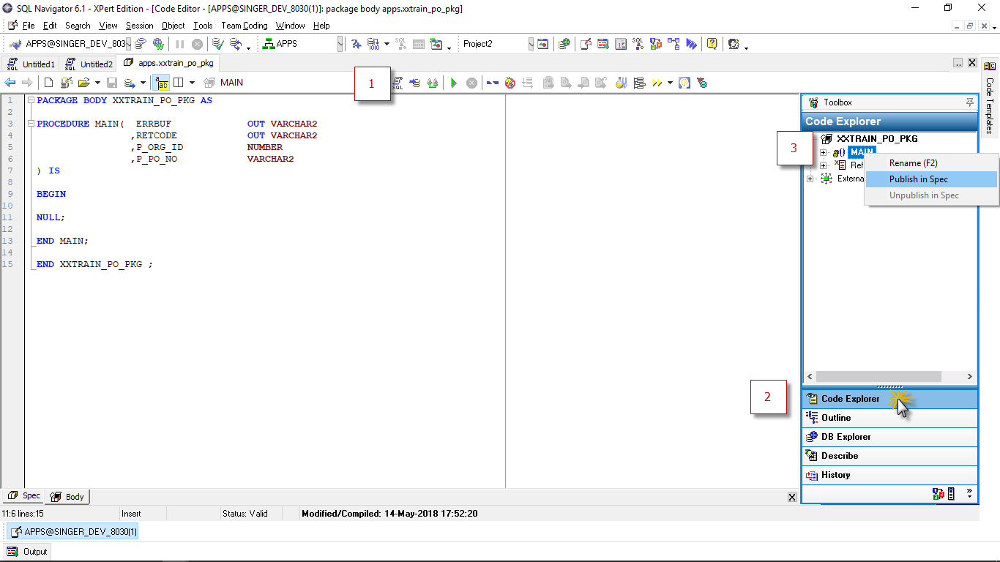 SQL Navigator 6.1 - XPert Edition - [Code Editor - [APPS@SINGER_DEV_8030(1)]: package body apps.xxtrain_po_pkg]
File Edit Search View Session Object Tools Team Coding Window Help
APPS@SINGER_DEV_803 APPS Project2
Untitled1 Untitled2 apps.xxtrain_po_pkg
MAIN
1
1 PACKAGE BODY XXTRAIN_PO_PKG AS
2
3 PROCEDURE MAIN( ERRBUF OUT VARCHAR2
4 ,RETCODE OUT VARCHAR2
5 ,P_ORG_ID NUMBER
6 ,P_PO_NO VARCHAR2
7 ) IS
8
9 BEGIN
10
11 NULL;
12
13 END MAIN;
14
15 END XXTRAIN_PO_PKG ;
Toolbox
Code Explorer
XXTRAIN_PO_PKG
3
MAIN
Ref
Externa
Rename (F2)
Publish in Spec
Unpublish in Spec
Code Templates
2
Code Explorer
Outline
DB Explorer
Describe
History
Spec Body
11:6 lines:15 Insert Status: Valid Modified/Compiled: 14-May-2018 17:52:20
APPS@SINGER_DEV_8030(1)
Output